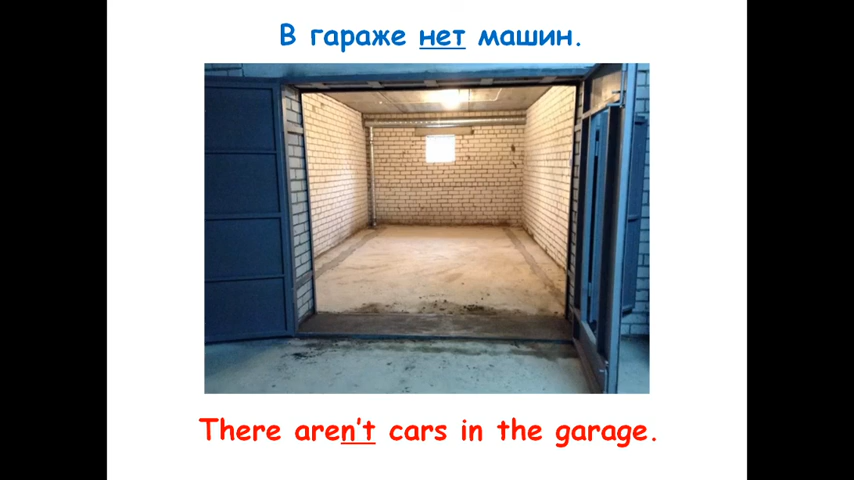 В гараже нет машин.
There aren't cars in the garage.